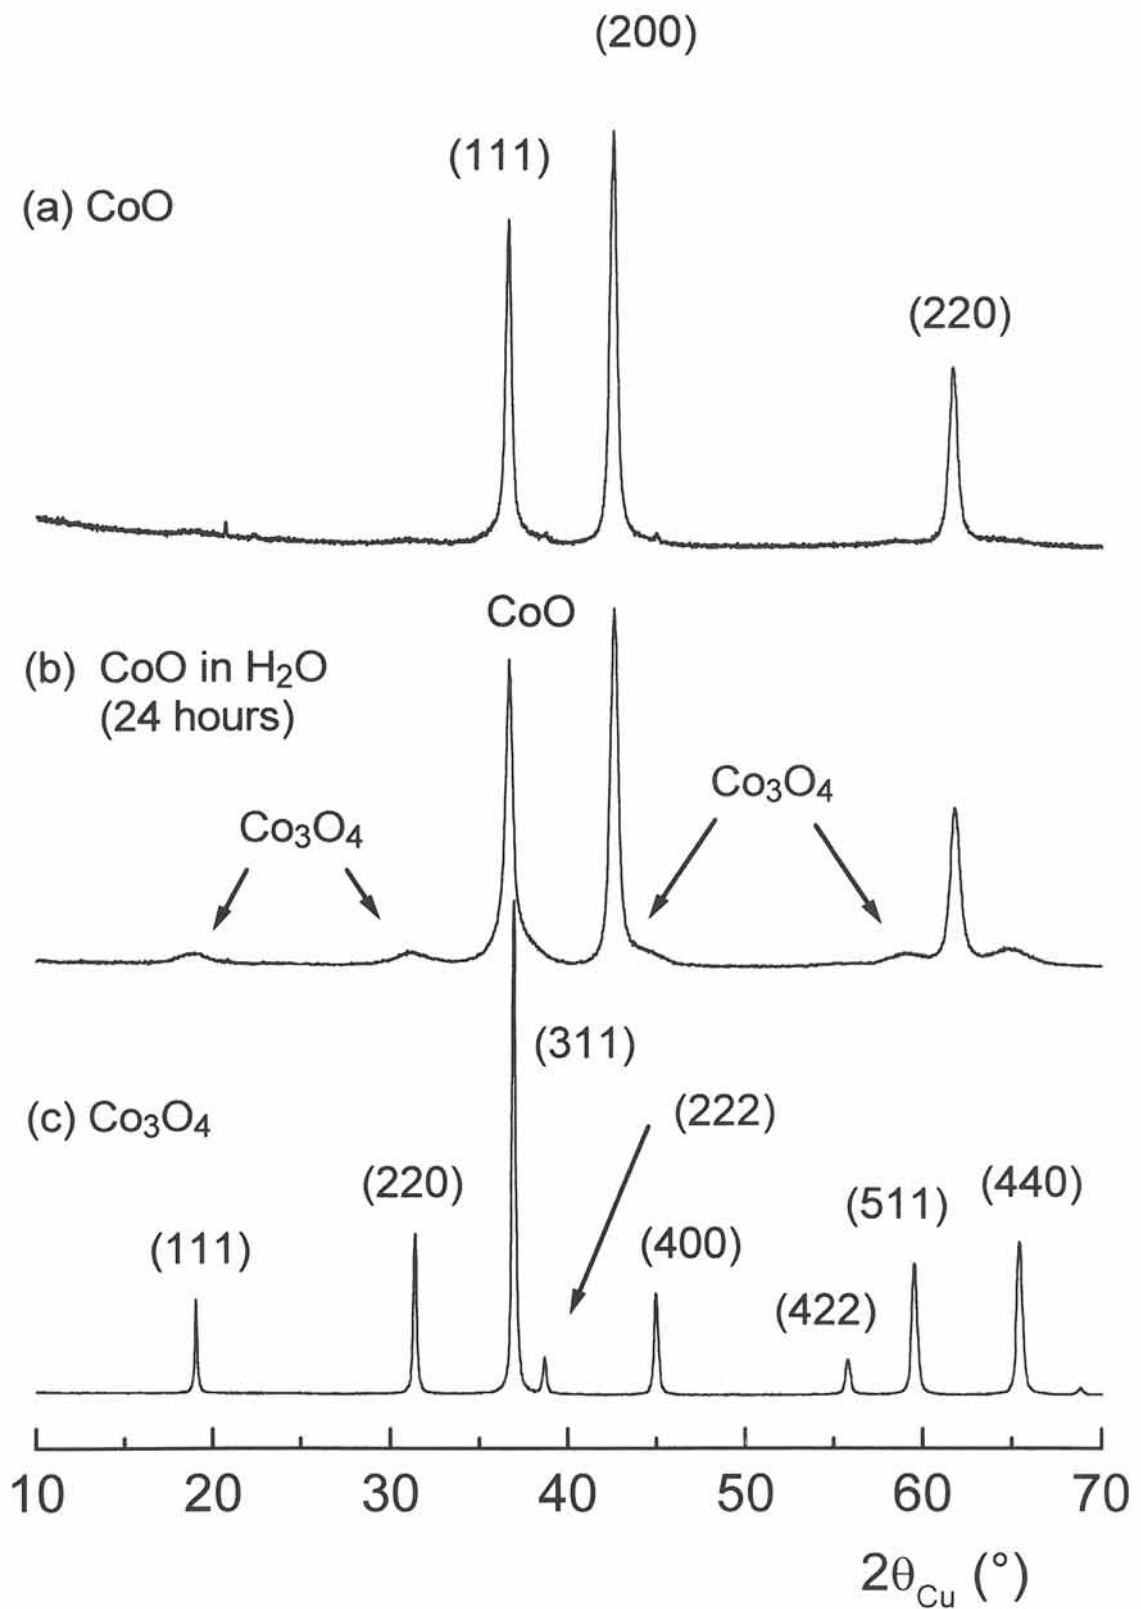 (200)
(111)
(a) CoO
(220)
CoO
(b) CoO in H₂O
(24 hours)
Co₃O₄
Co₃O₄
(311)
(222)
(c) Co₃O₄
(220)
(440)
(511)
(111)
(400)
(422)
10 20 30 40 50 60 70
2θCu (°)